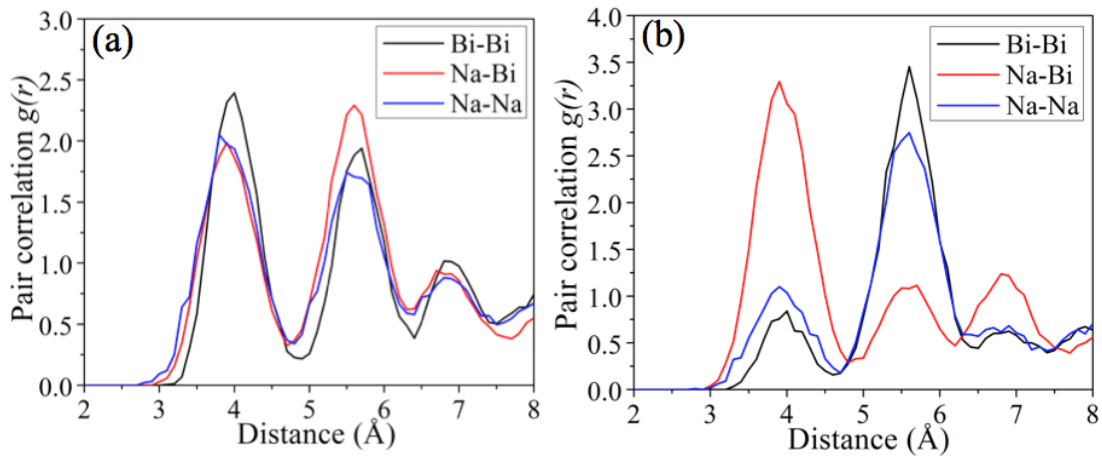 (a)
Bi-Bi
Na-Bi
Na-Na
Pair correlation g(r)
3.0
2.5
2.0
1.5
1.0
0.5
0.0
2 3 4 5 6 7 8
Distance (Å)
(b)
Bi-Bi
Na-Bi
Na-Na
Pair correlation g(r)
4.0
3.5
3.0
2.5
2.0
1.5
1.0
0.5
0.0
2 3 4 5 6 7 8
Distance (Å)